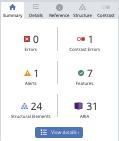 Summary Details Reference Structure Contrast
0 1
Errors Contrast Errors
1 7
Alerts Features
24 31
Structural Elements ARIA
View details